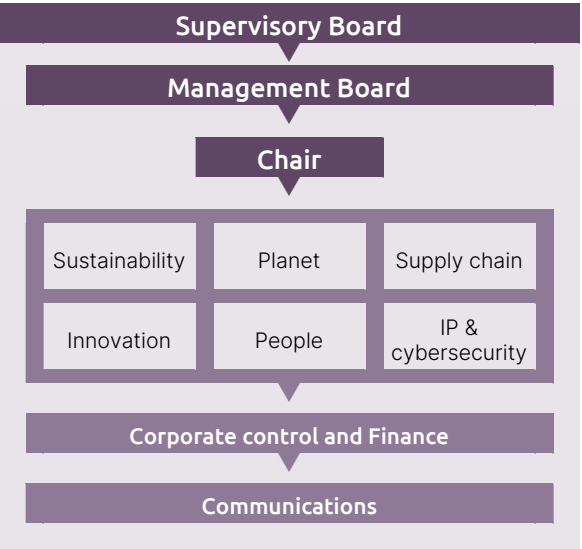 Supervisory Board
Management Board
Chair
Sustainability
Planet
Supply chain
Innovation
People
IP &
cybersecurity
Corporate control and Finance
Communications